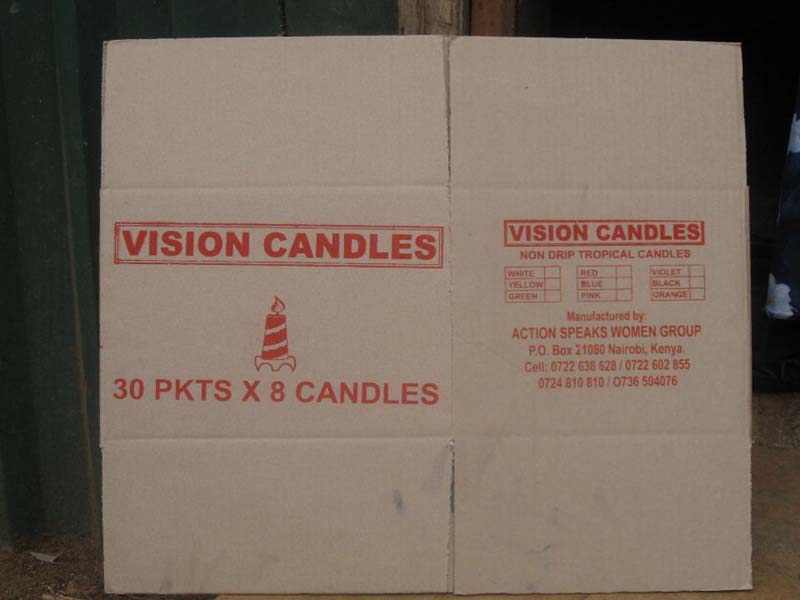 VISION CANDLES
30 PKTS X 8 CANDLES
VISION CANDLES
NON DRIP TROPICAL CANDLES
WHITE RED VIOLET
YELLOW BLUE BLACK
GREEN PINK ORANGE
Manufactured by:
ACTION SPEAKS WOMEN GROUP
P.O. Box 21080 Nairobi, Kenya.
Cell: 0722 638 628 / 0722 602 855
0724 810 810 / O736 504076